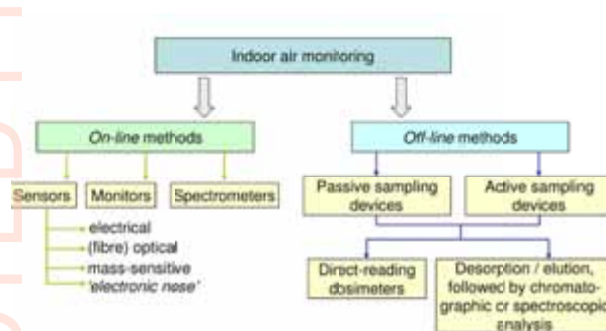 Indoor air monitoring
On-line methods
Off-line methods
Sensors
Monitors
Spectrometers
electrical
(fibre) optical
mass-sensitive
'electronic nose'
Passive sampling
devices
Active sampling
devices
Direct-reading
dosimeters
Desorption / elution,
followed by chromato-
graphic or spectroscopic
analysis